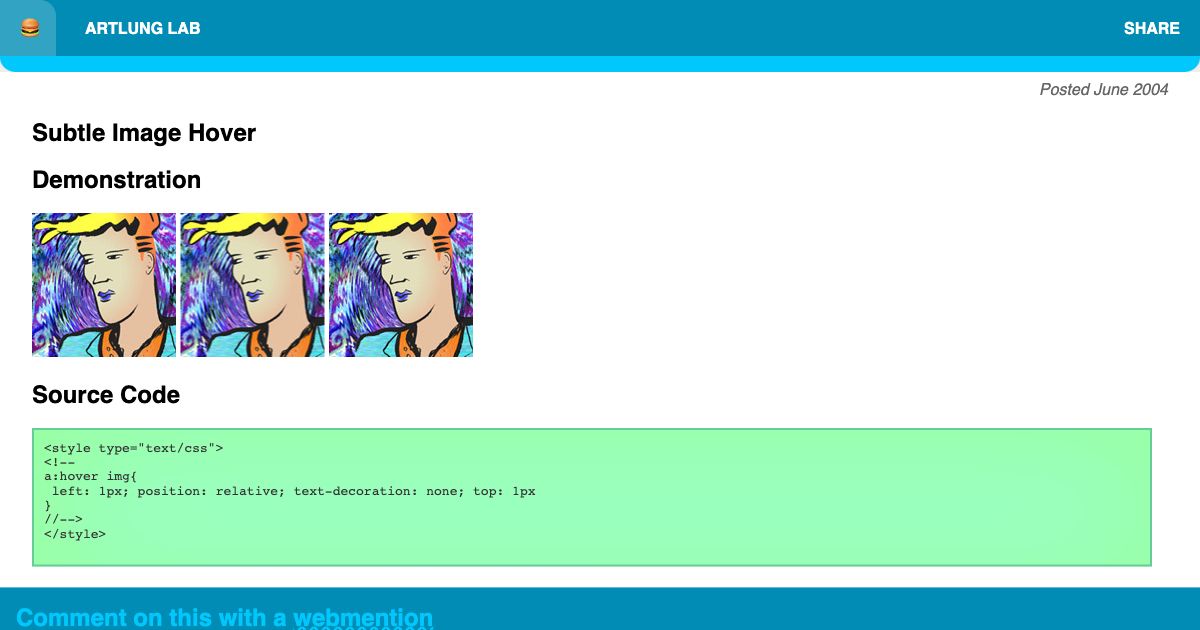 ARTLUNG LAB
SHARE
Posted June 2004
Subtle Image Hover
Demonstration
Source Code
<style type="text/css">
<!--
a:hover img{
 left: 1px; position: relative; text-decoration: none; top: 1px
}
//-->
</style>
Comment on this with a webmention